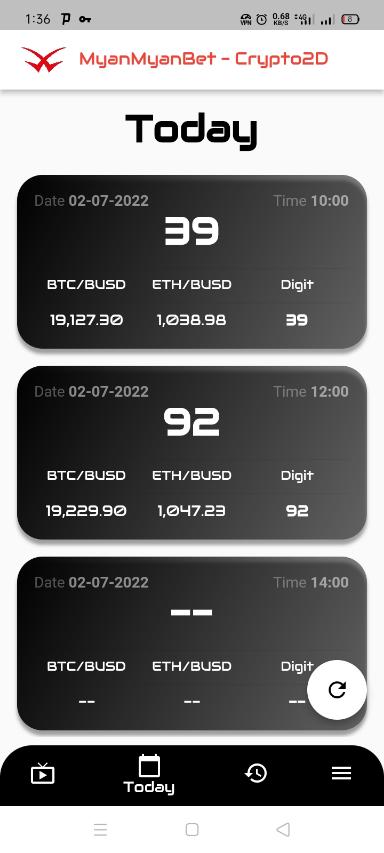 1:36 VPN 0.68 KB/S 4G 8
MyanMyanBet - Crypto2D
Today
Date 02-07-2022 Time 10:00
39
BTC/BUSD ETH/BUSD Digit
19,127.30 1,038.98 39
Date 02-07-2022 Time 12:00
92
BTC/BUSD ETH/BUSD Digit
19,229.90 1,047.23 92
Date 02-07-2022 Time 14:00
--
BTC/BUSD ETH/BUSD Digit
-- -- --
Today